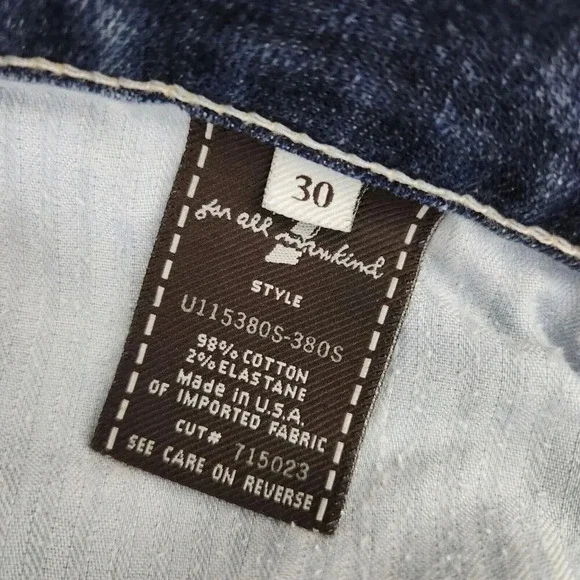 30
for all mankind
7
STYLE
U115380S-380S
98% COTTON
2% ELASTANE
Made in U.S.A.
OF IMPORTED FABRIC
CUT# 715023
SEE CARE ON REVERSE